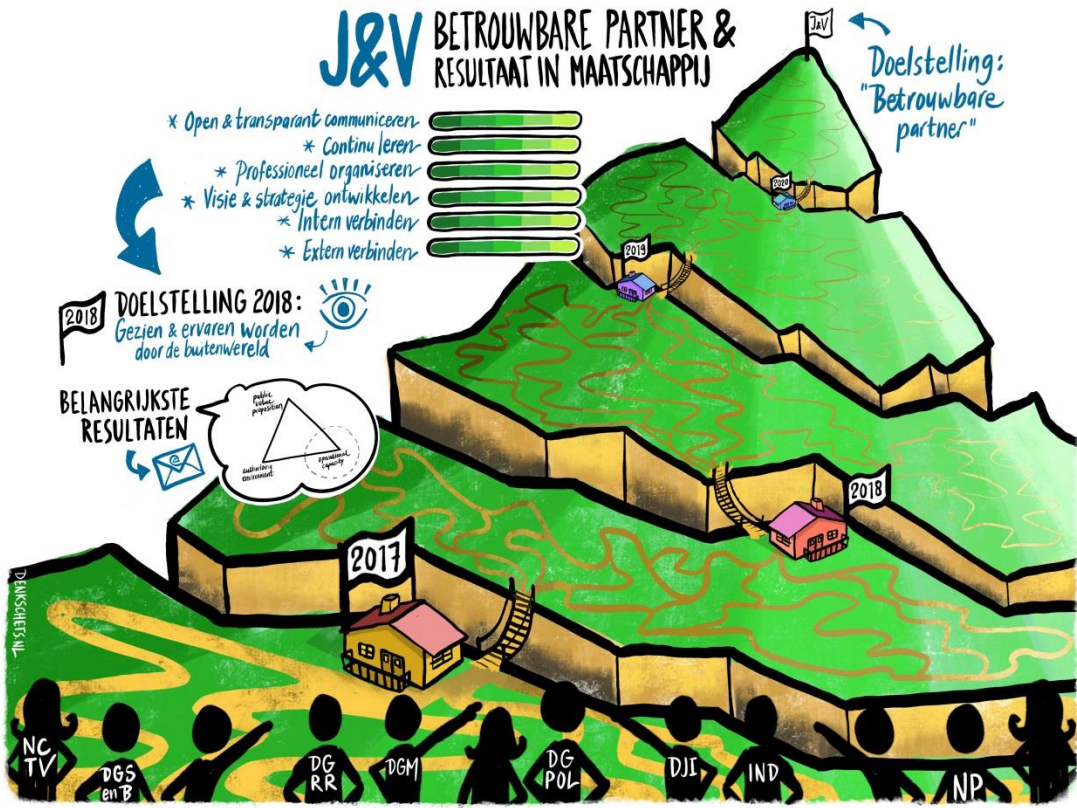 J&V BETROUWBARE PARTNER &
RESULTAAT IN MAATSCHAPPIJ
* Open & transparant communiceren
* Continu leren
* Professioneel organiseren
* Visie & strategie ontwikkelen
* Intern verbinden
* Extern verbinden
J&V
Doelstelling:
"Betrouwbare
partner"
2020
2019
2018
DOELSTELLING 2018:
Gezien & ervaren worden
door de buitenwereld
BELANGRIJKSTE
RESULTATEN
public
value
proposition
authorizing
environment
operational
capacity
2018
2017
DENKSCHETS.NL
NC
TV
DGS
en B
DG
RR
DGM
DG
POL
DJI
IND
NP